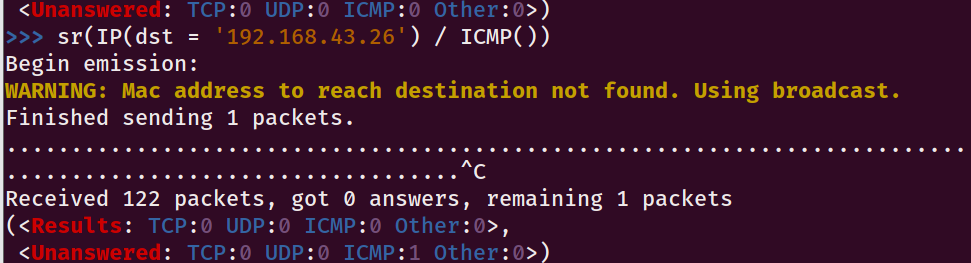 <Unanswered: TCP:0 UDP:0 ICMP:0 Other:0>)
>>> sr(IP(dst = '192.168.43.26') / ICMP())
Begin emission:
WARNING: Mac address to reach destination not found. Using broadcast.
Finished sending 1 packets.
..........................................................................
...................................^C
Received 122 packets, got 0 answers, remaining 1 packets
(<Results: TCP:0 UDP:0 ICMP:0 Other:0>,
<Unanswered: TCP:0 UDP:0 ICMP:1 Other:0>)